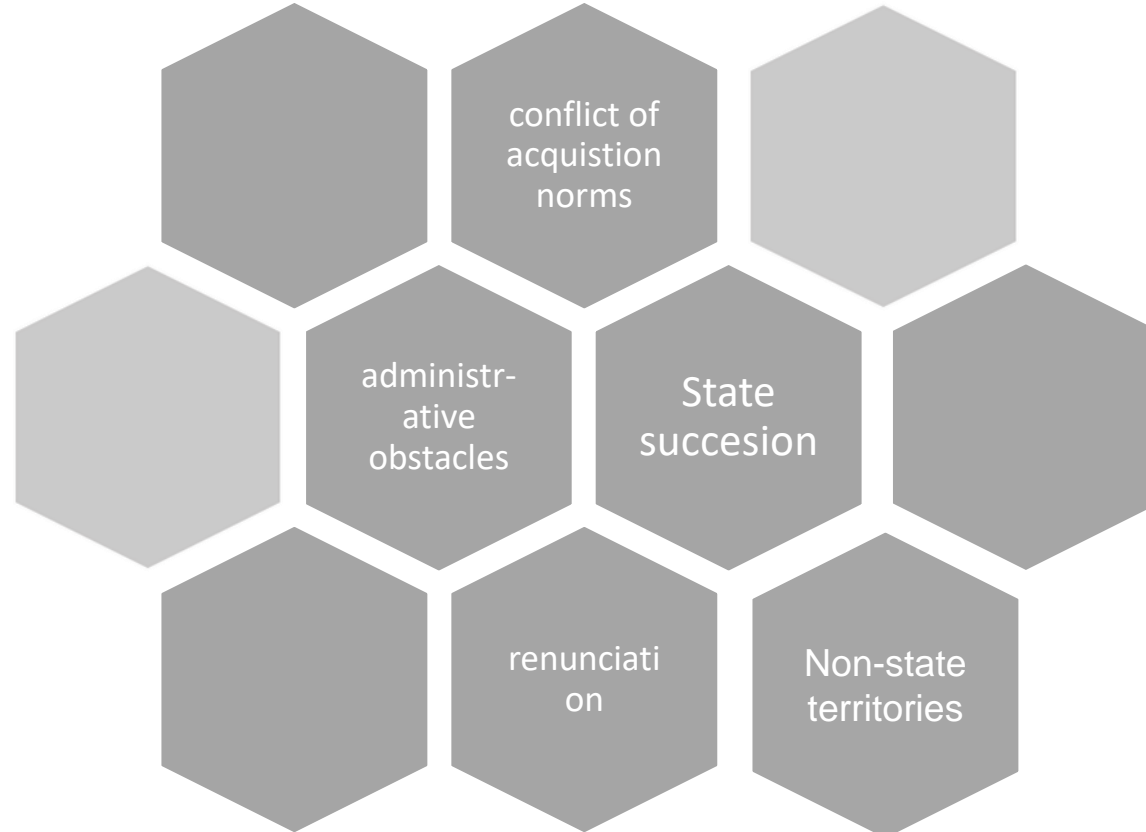 conflict of
acquistion
norms
administr-
ative
obstacles
State
succesion
renunciati
on
Non-state
territories